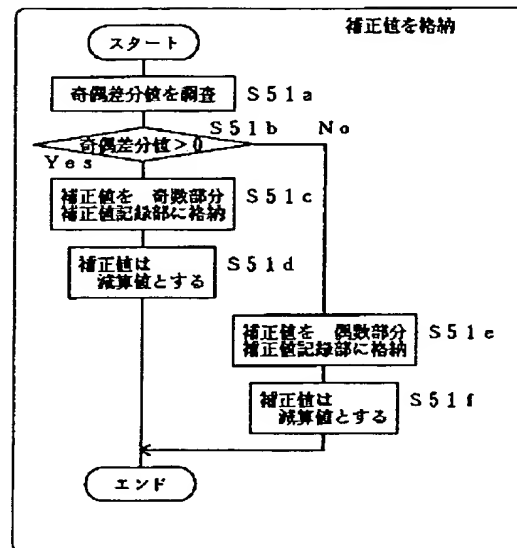 補正値を格納
スタート
奇偶差分値を調査 S51a
S51b No
奇偶差分値>0
Yes
補正値を 奇数部分
補正値記録部に格納
S51c
補正値は
減算値とする
S51d
補正値を 偶数部分
補正値記録部に格納
S51e
補正値は
減算値とする
S51f
エンド